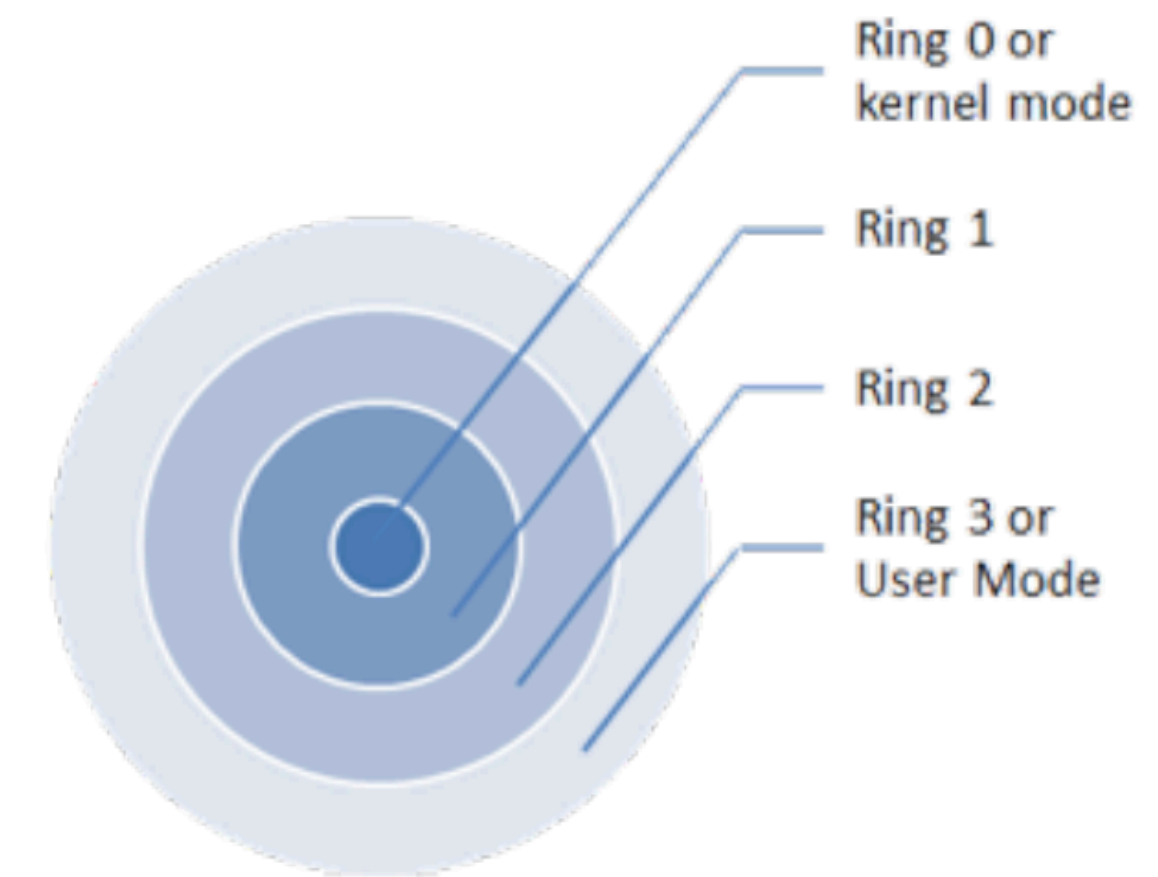 Ring 0 or
kernel mode
Ring 1
Ring 2
Ring 3 or
User Mode